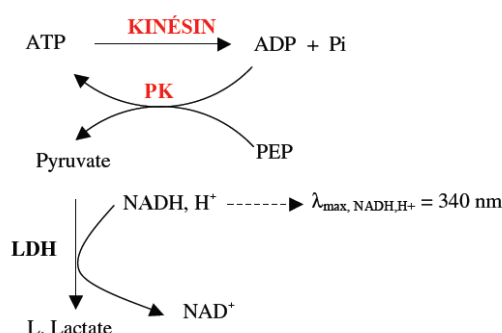 KINÉSIN
ATP
ADP + Pi
PK
Pyruvate
PEP
NADH, H⁺
λmax, NADH,H+ = 340 nm
LDH
NAD⁺
L, Lactate